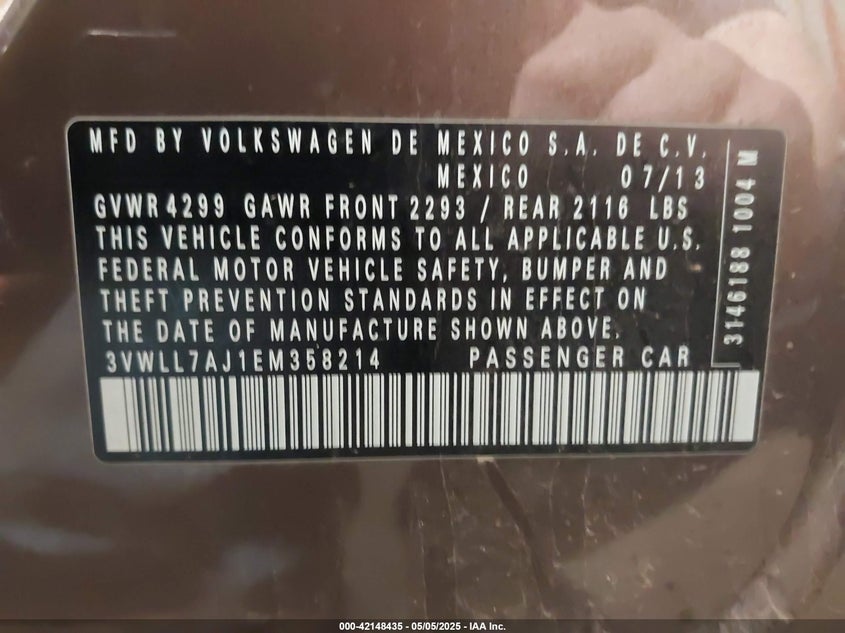 MFD BY VOLKSWAGEN DE MEXICO S.A. DE C.V.
MEXICO 07/13
GVWR 4299 GAWR FRONT 2293 / REAR 2116 LBS
THIS VEHICLE CONFORMS TO ALL APPLICABLE U.S.
FEDERAL MOTOR VEHICLE SAFETY, BUMPER AND
THEFT PREVENTION STANDARDS IN EFFECT ON
THE DATE OF MANUFACTURE SHOWN ABOVE.
3VWLL7AJ1EM358214 PASSENGER CAR
3146188 1004 M
000-42148435 - 05/05/2025 - IAA Inc.